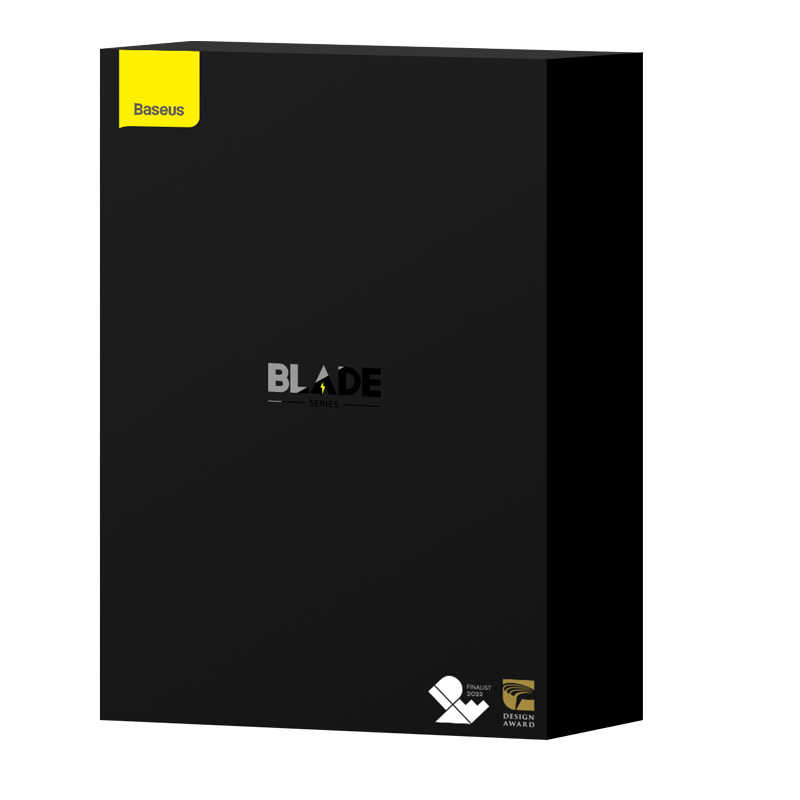 Baseus
BLADE
SERIES
FINALIST
2022
DESIGN
AWARD